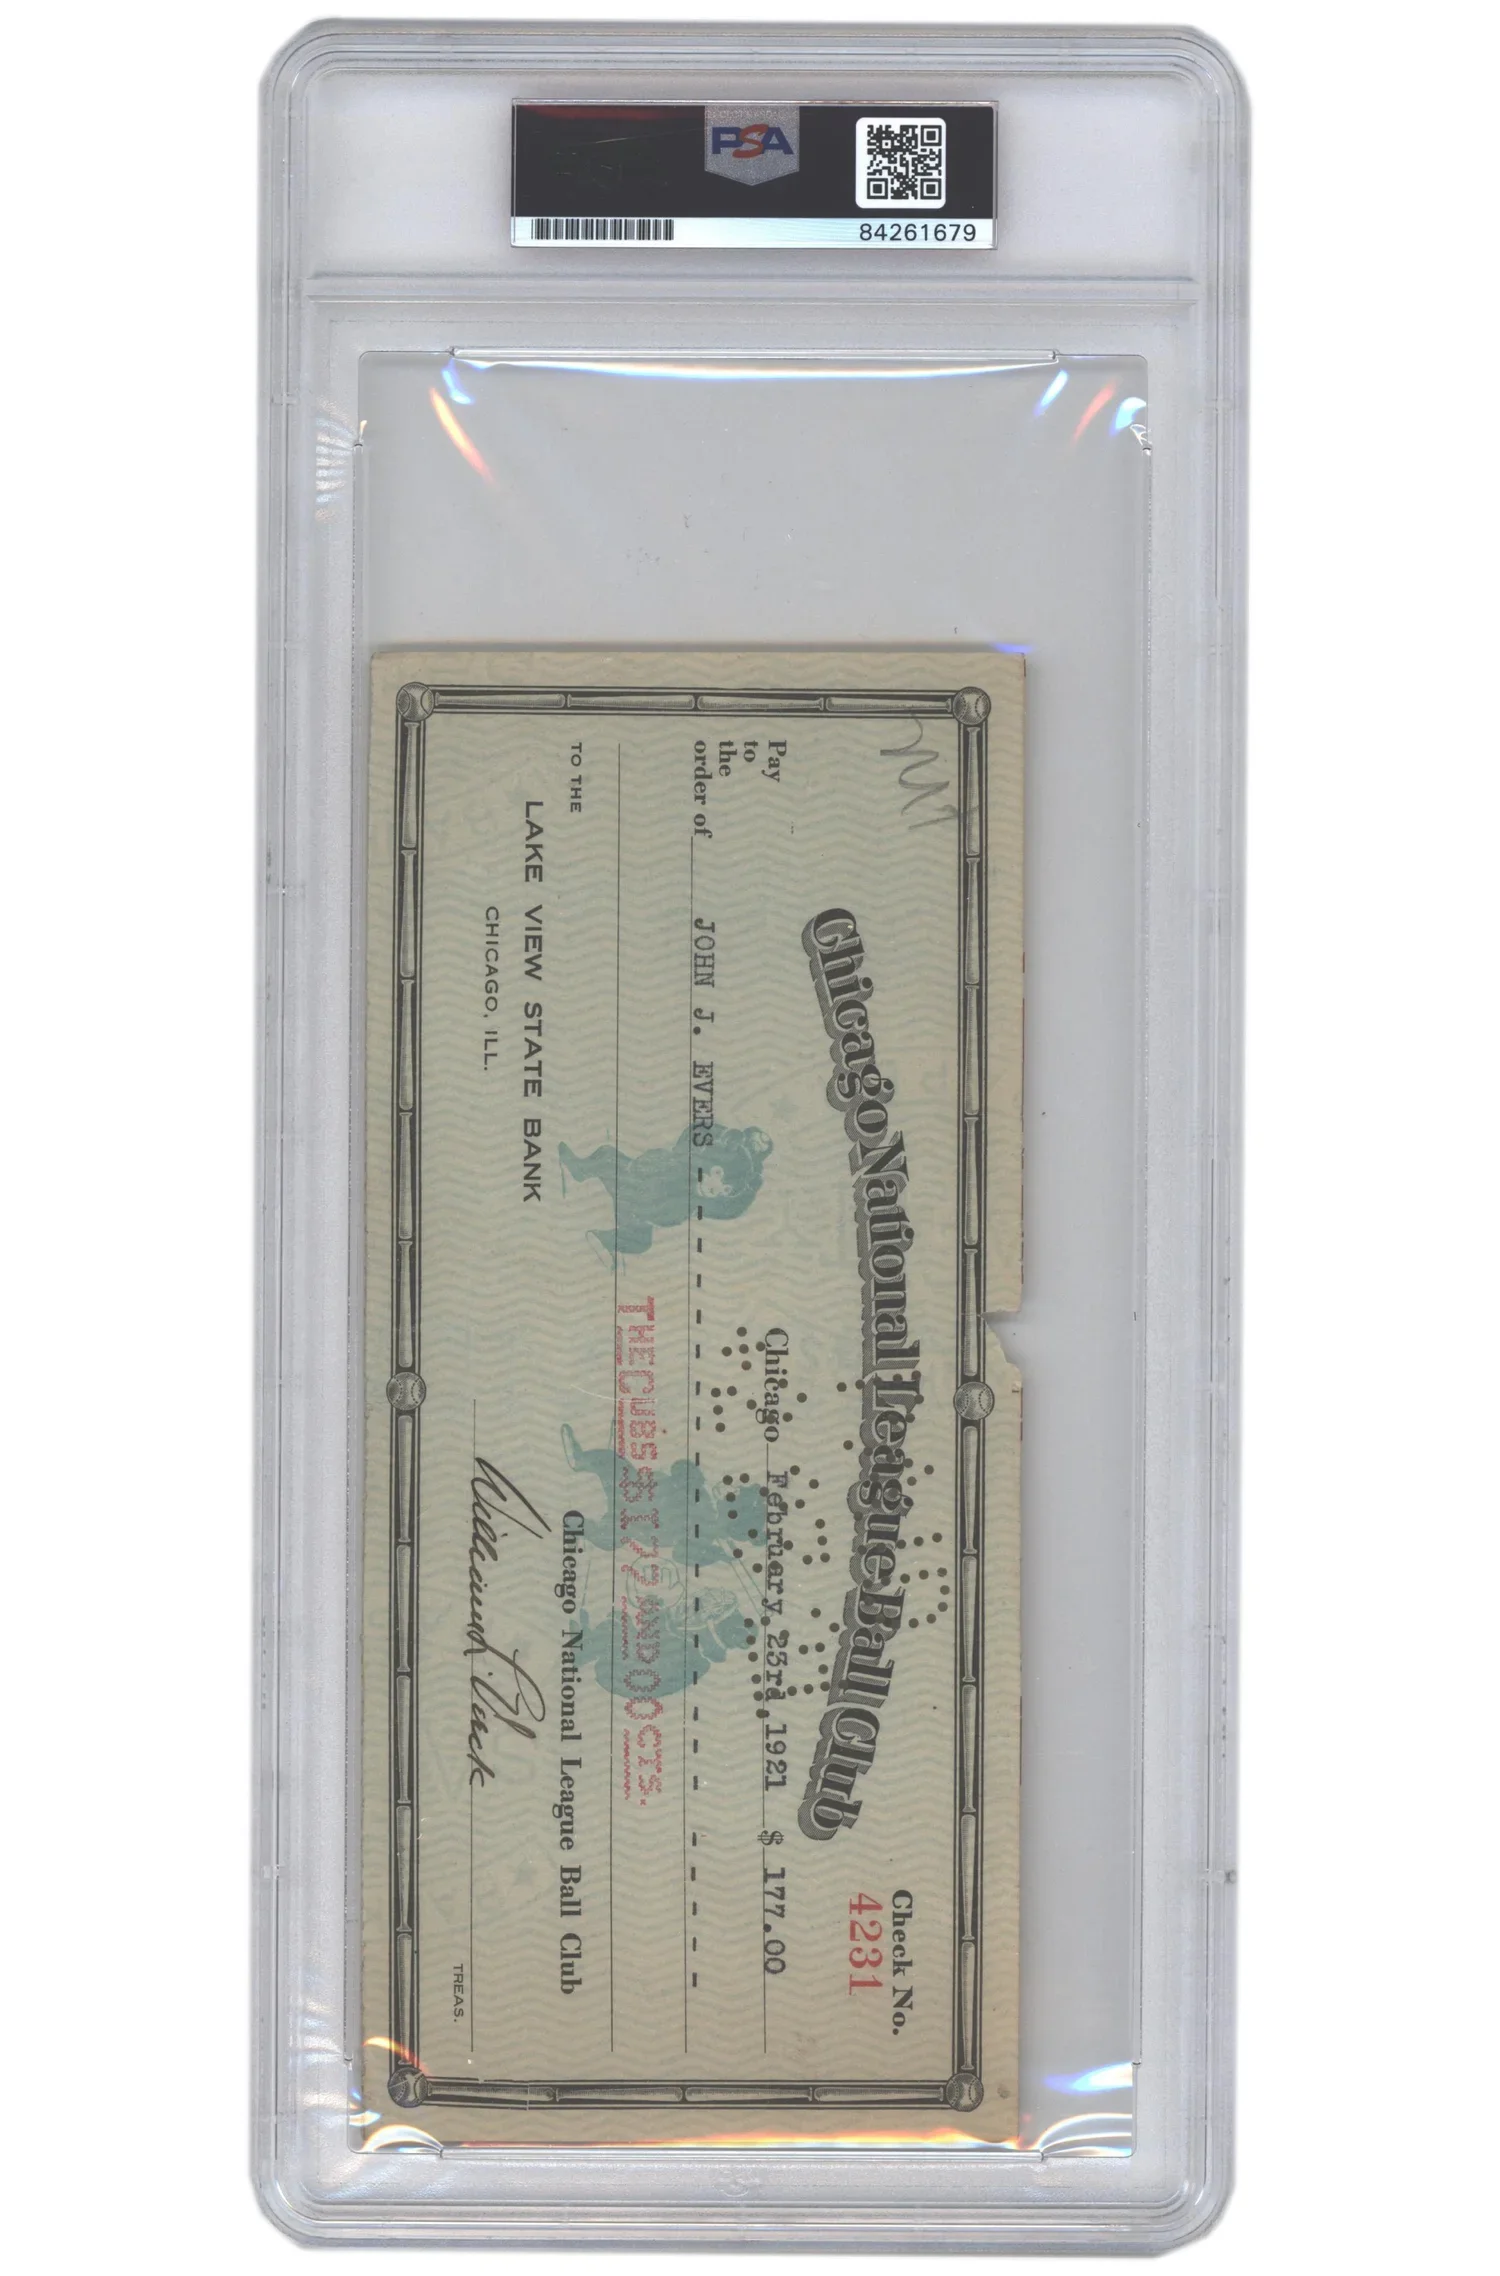 PSA
84261679
Chicago National League Ball Club
Check No.
4231
Chicago February 23rd, 1921 $ 177.00
Pay
to
the
order of JOHN J. EVERS
THE CUBS 177 AND 00 CTS.
TO THE
LAKE VIEW STATE BANK
CHICAGO, ILL.
Chicago National League Ball Club
William Veeck
TREAS.